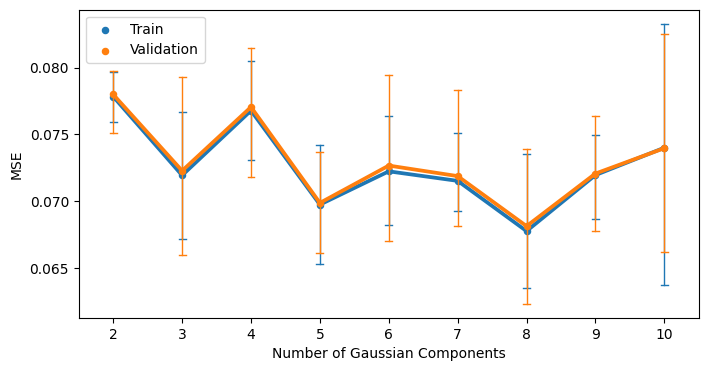 Train
Validation
0.080
0.075
0.070
0.065
MSE
2 3 4 5 6 7 8 9 10
Number of Gaussian Components